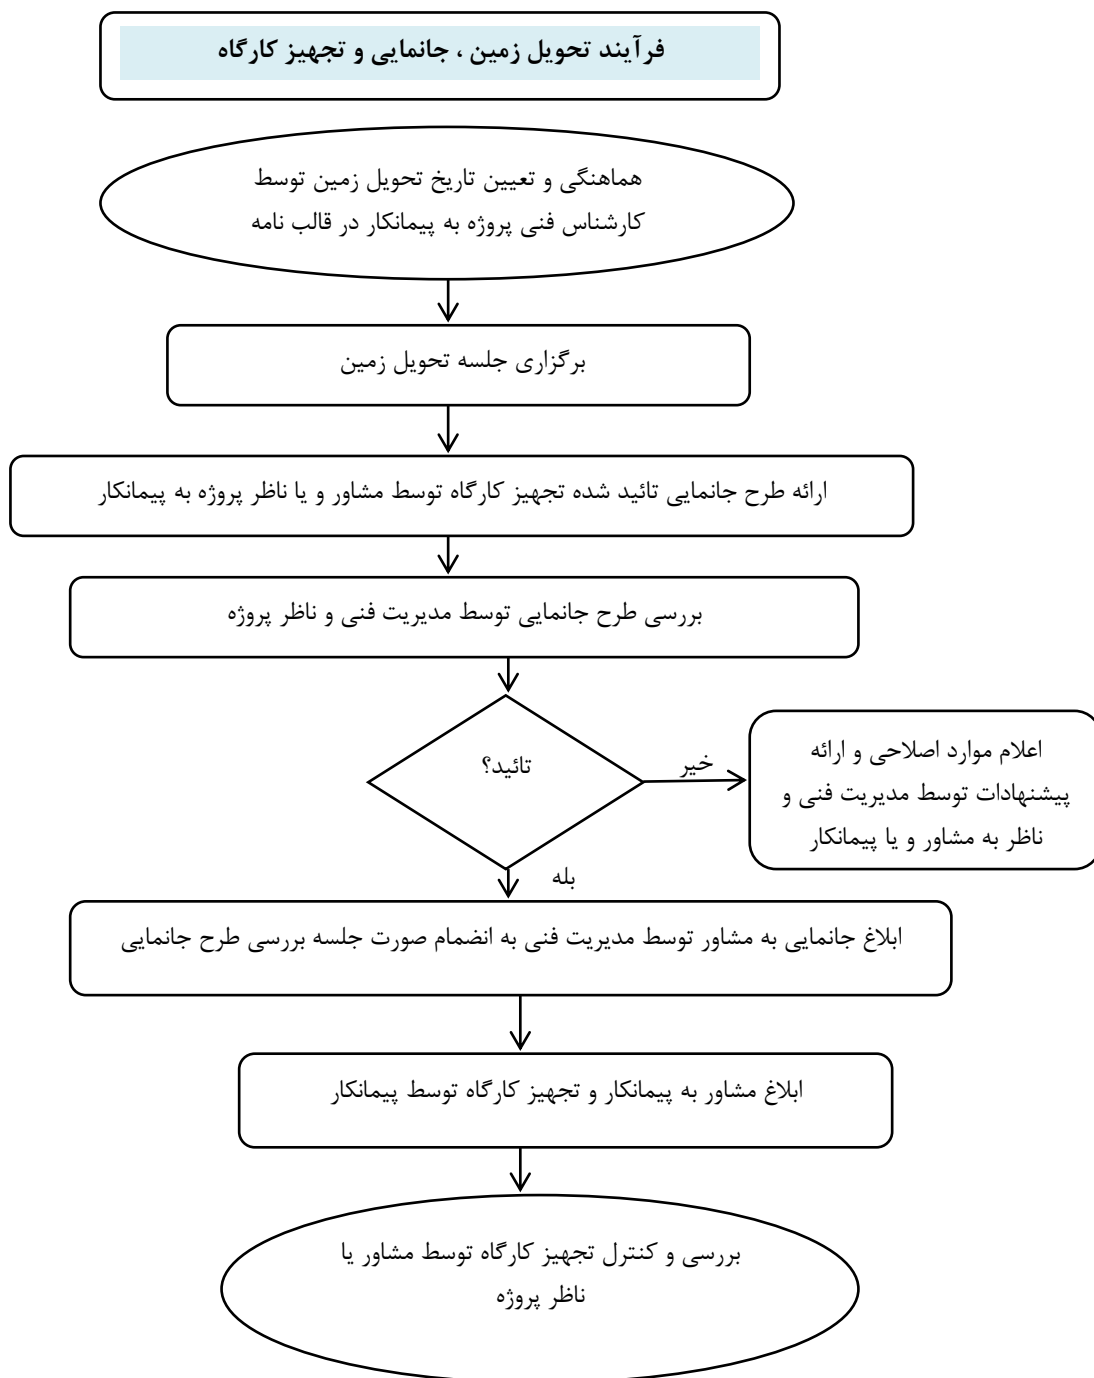 فرآیند تحویل زمین ، جانمایی و تجهیز کارگاه
هماهنگی و تعیین تاریخ تحویل زمین توسط
کارشناس فنی پروژه به پیمانکار در قالب نامه
برگزاری جلسه تحویل زمین
ارائه طرح جانمایی تائید شده تجهیز کارگاه توسط مشاور و یا ناظر پروژه به پیمانکار
بررسی طرح جانمایی توسط مدیریت فنی و ناظر پروژه
تائید؟
خیر
اعلام موارد اصلاحی و ارائه
پیشنهادات توسط مدیریت فنی و
ناظر به مشاور و یا پیمانکار
بله
ابلاغ جانمایی به مشاور توسط مدیریت فنی به انضمام صورت جلسه بررسی طرح جانمایی
ابلاغ مشاور به پیمانکار و تجهیز کارگاه توسط پیمانکار
بررسی و کنترل تجهیز کارگاه توسط مشاور یا
ناظر پروژه